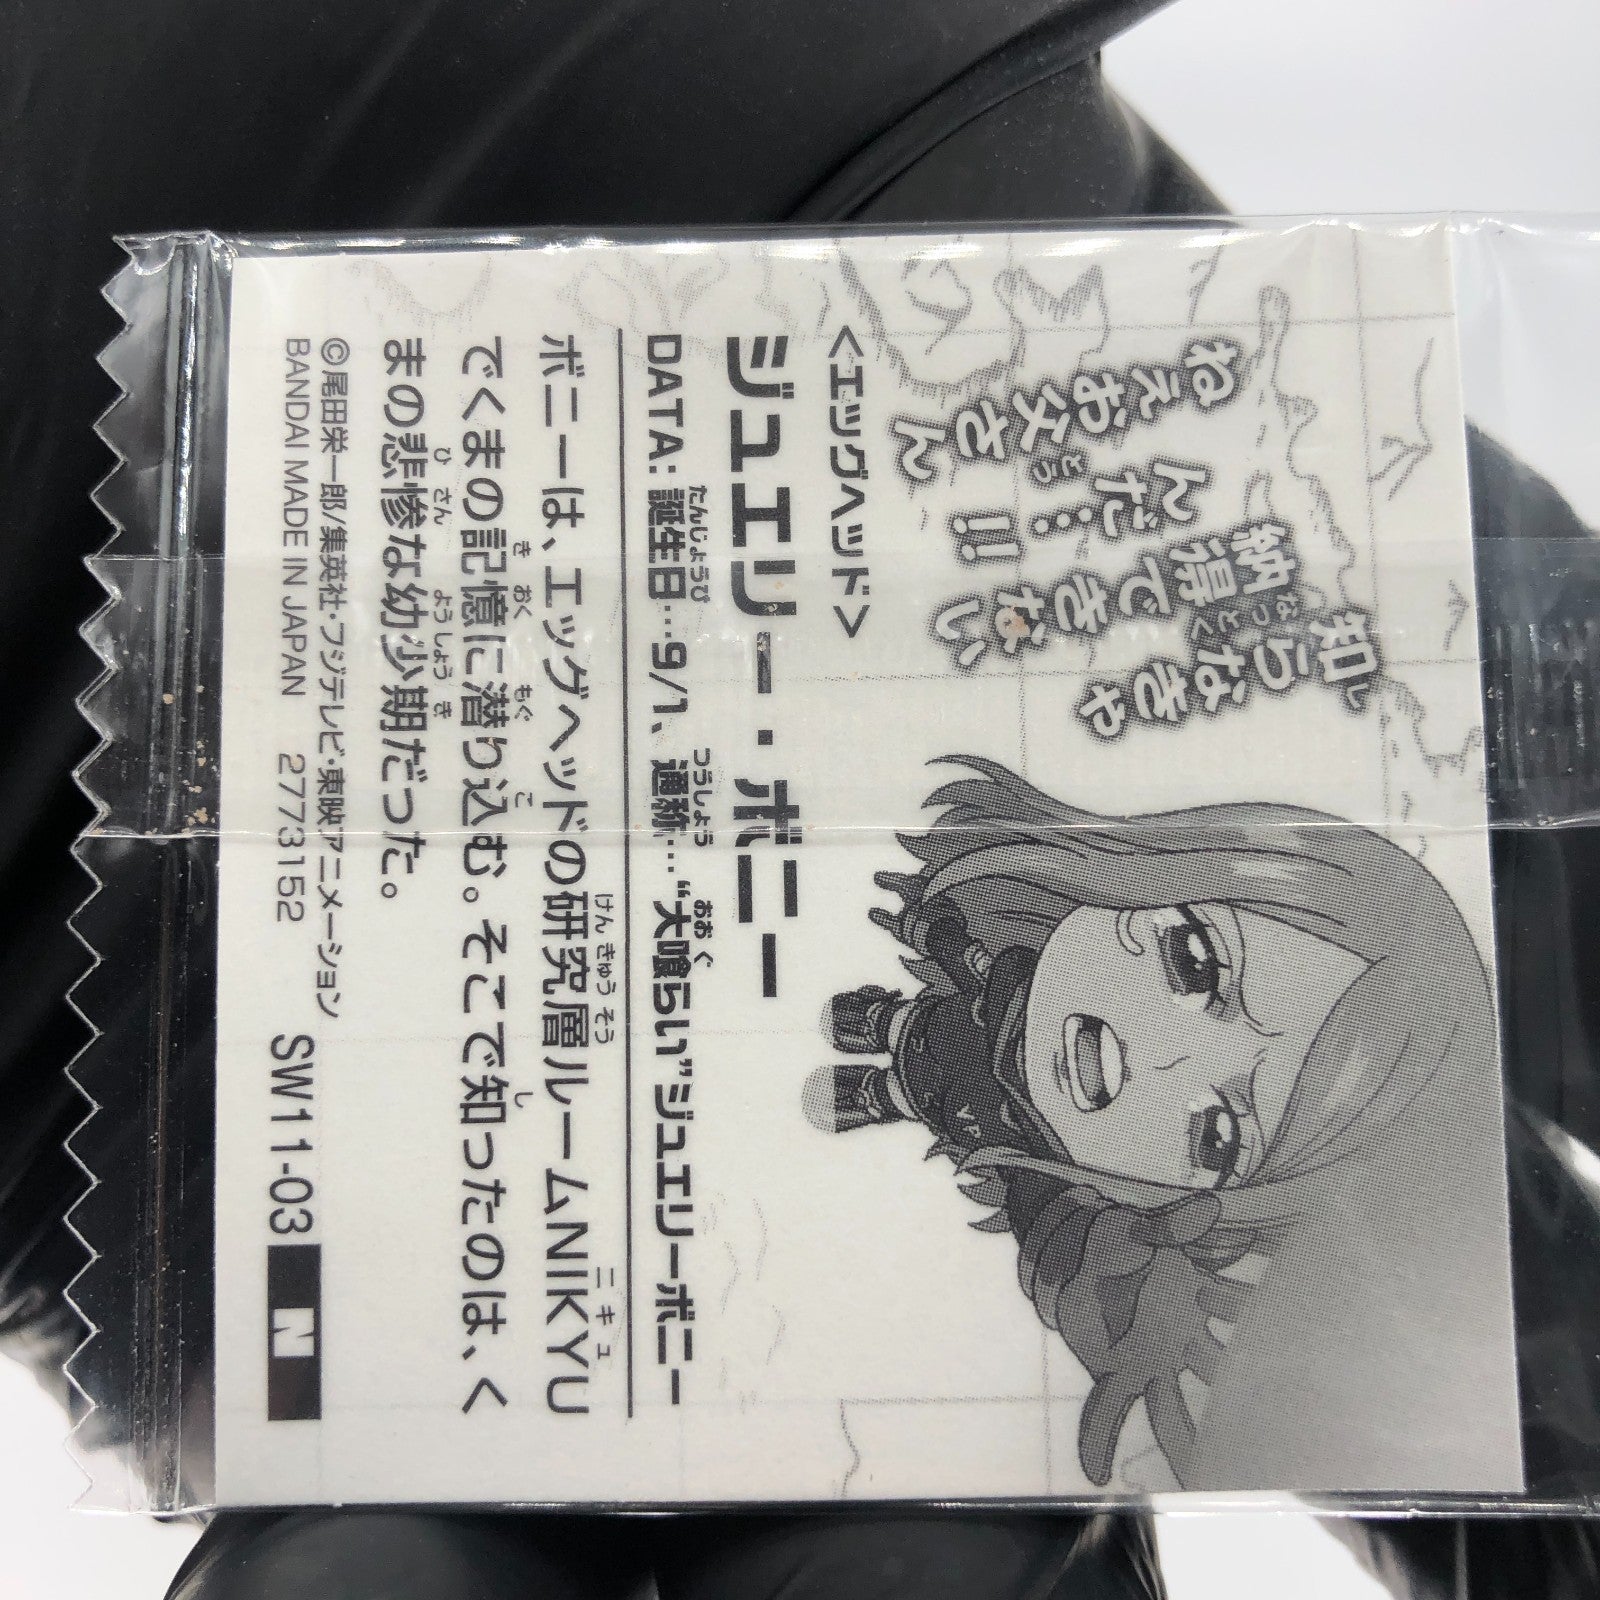 知らなきゃ
納得できない、
んだ…!!
ねぇお父さん
<エッグヘッド>
ジュエリー・ボニー
DATA: 誕生日…9/1、通称…“大喰らい”ジュエリーボニー
ボニーは、エッグヘッドの研究層ルームNIKYU
でくまの記憶に潜り込む。そこで知ったのは、く
まの悲惨な幼少期だった。
©尾田栄一郎/集英社・フジテレビ・東映アニメーション
BANDAI MADE IN JAPAN 2773152 SW11-03 N